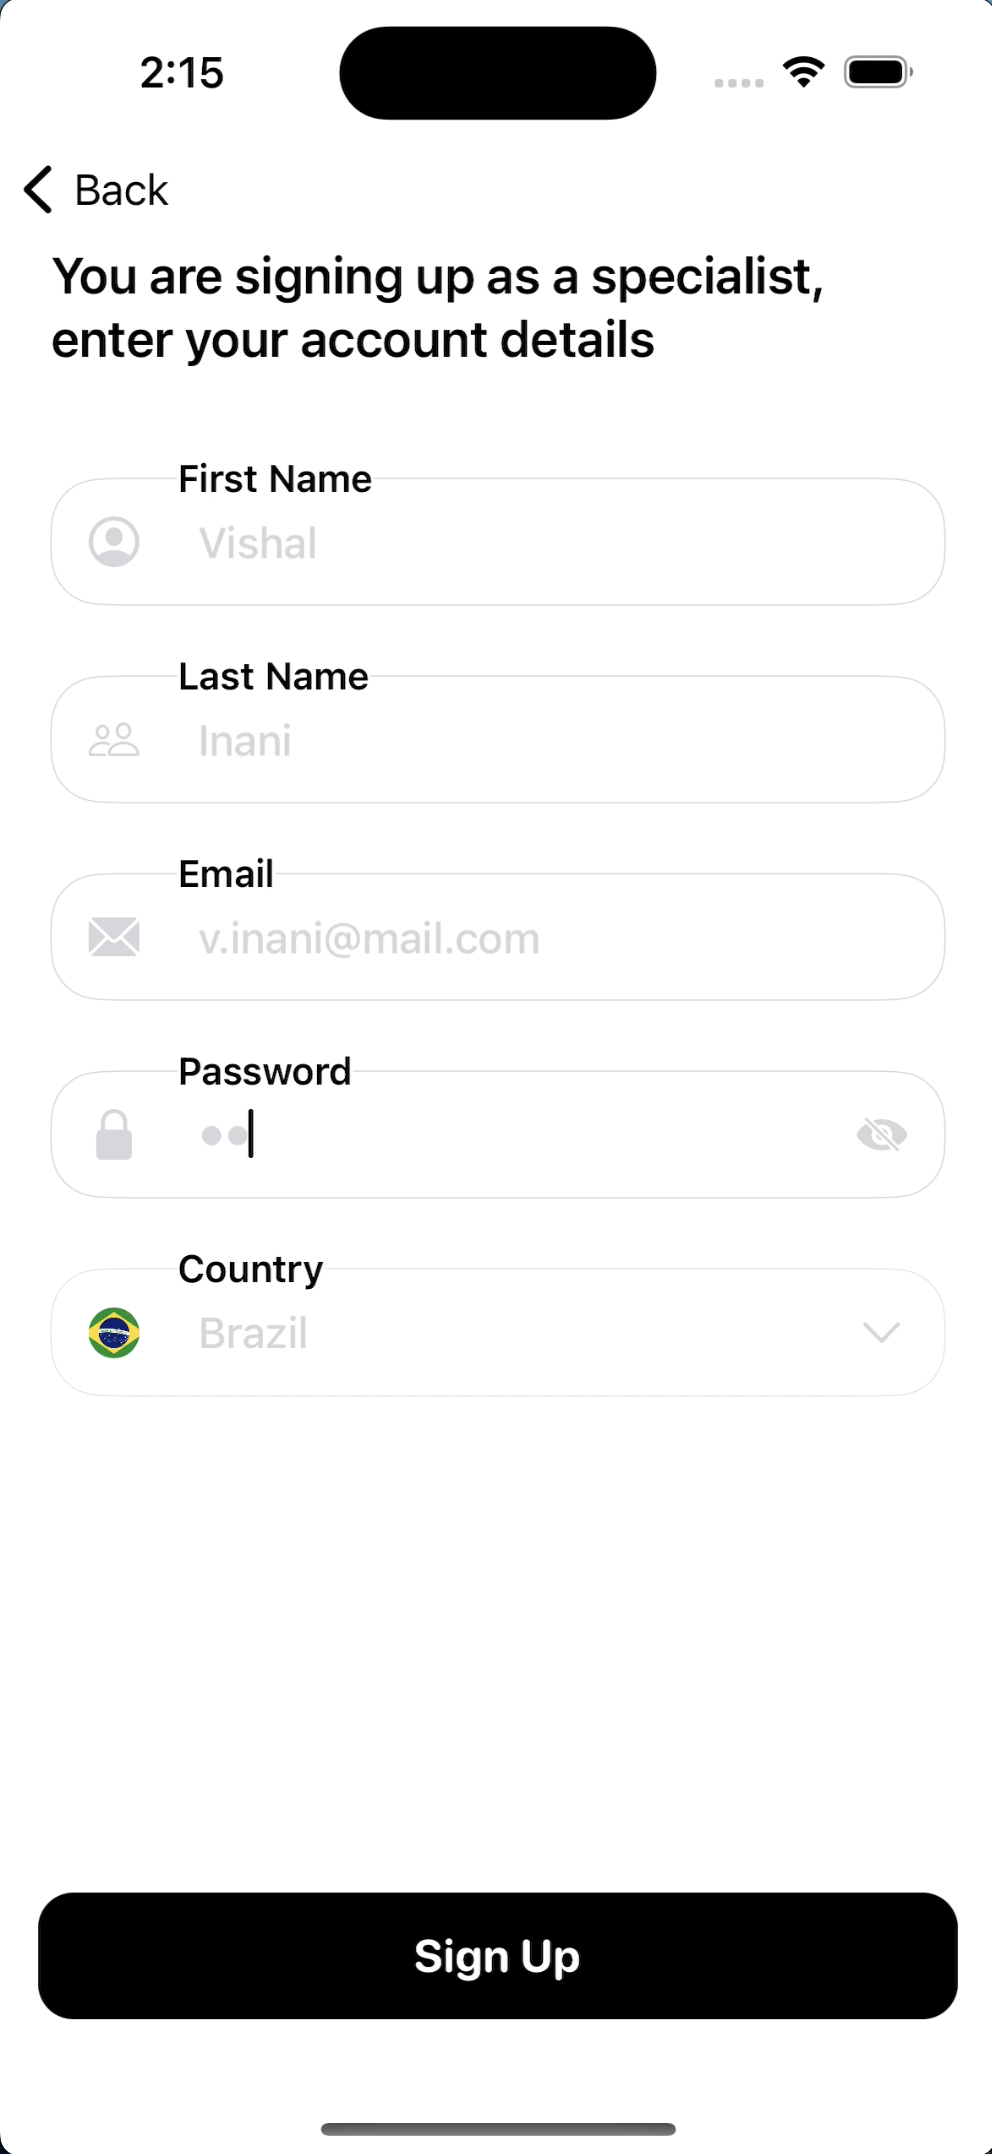 2:15
Back
You are signing up as a specialist,
enter your account details
First Name
Vishal
Last Name
Inani
Email
v.inani@mail.com
Password
Country
Brazil
Sign Up